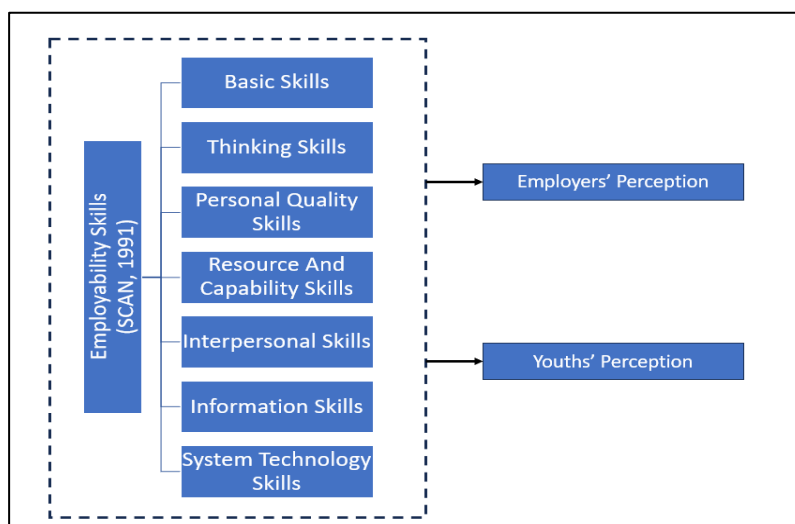 Employability Skills
(SCAN, 1991)
Basic Skills
Thinking Skills
Personal Quality
Skills
Resource And
Capability Skills
Interpersonal Skills
Information Skills
System Technology
Skills
Employers’ Perception
Youths’ Perception